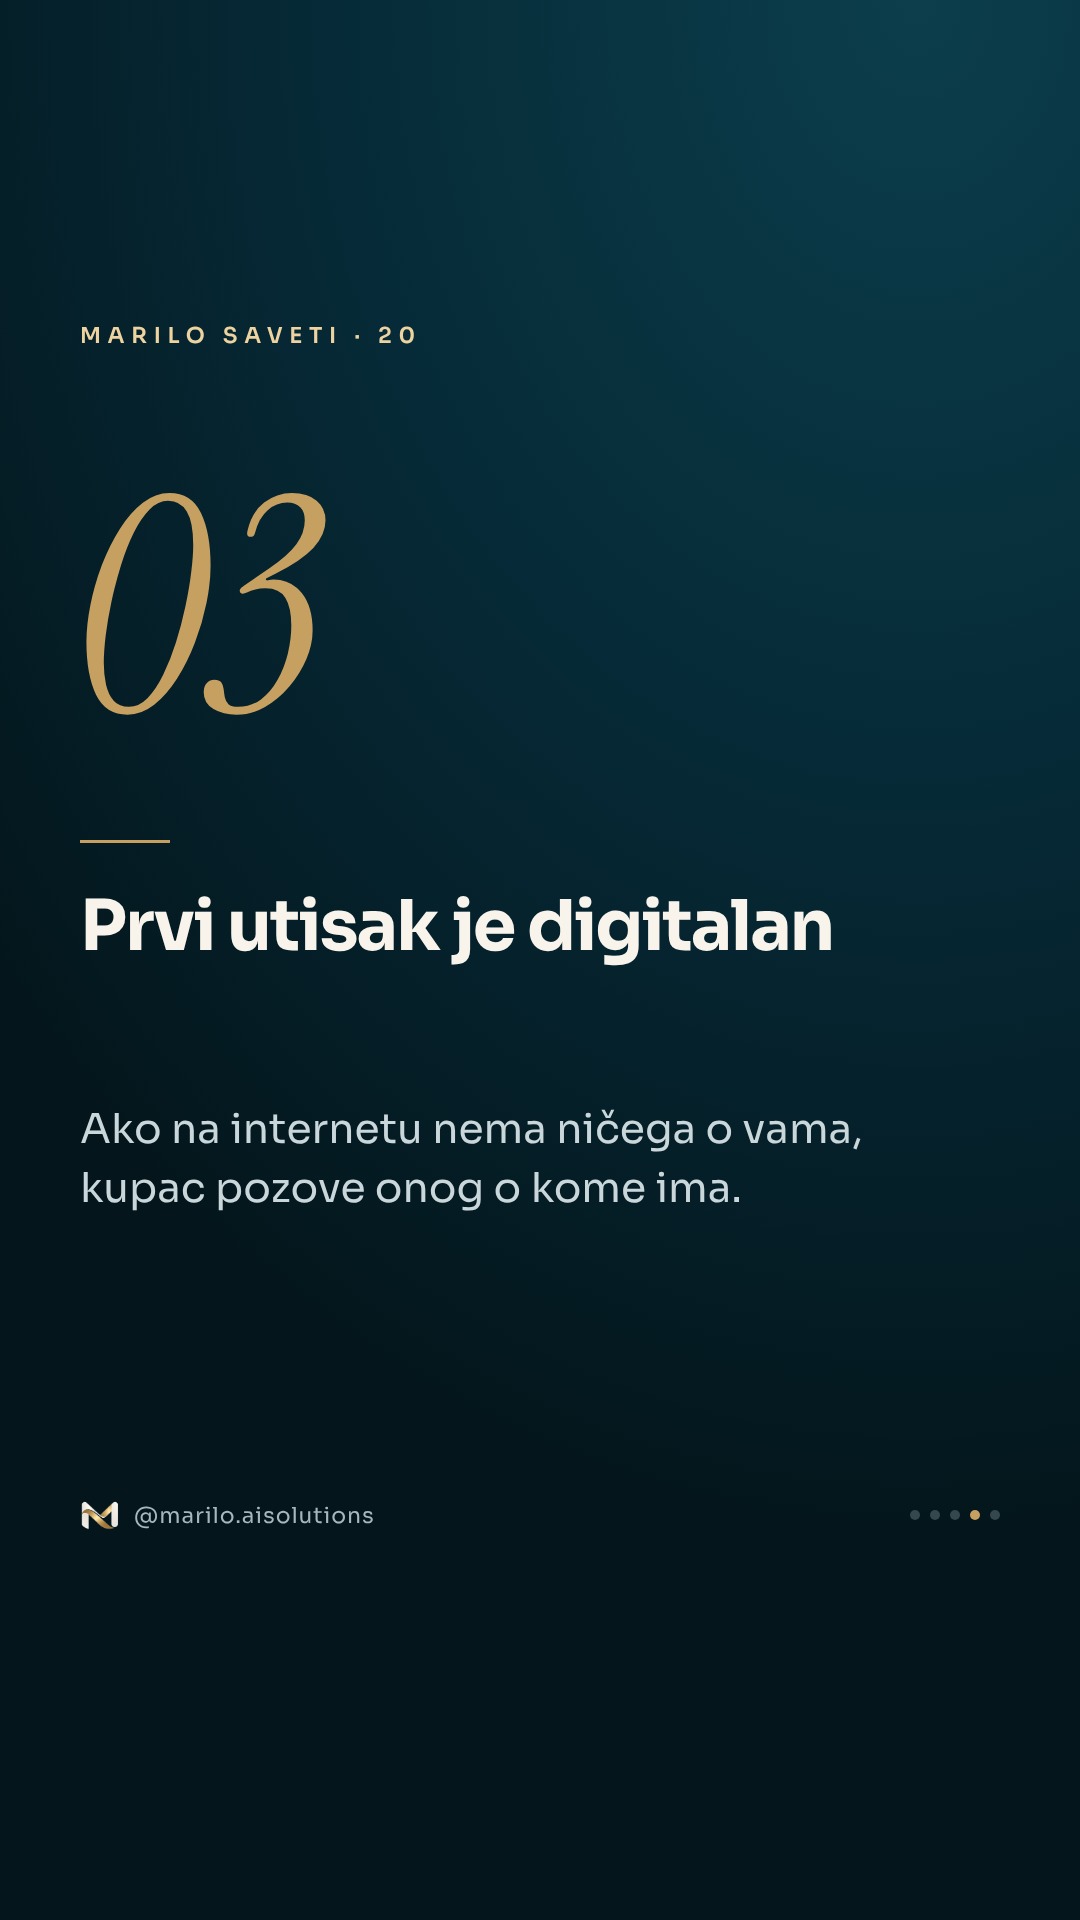 MARILO SAVETI · 20
03
Prvi utisak je digitalan
Ako na internetu nema ničega o vama,
kupac pozove onog o kome ima.
@marilo.aisolutions